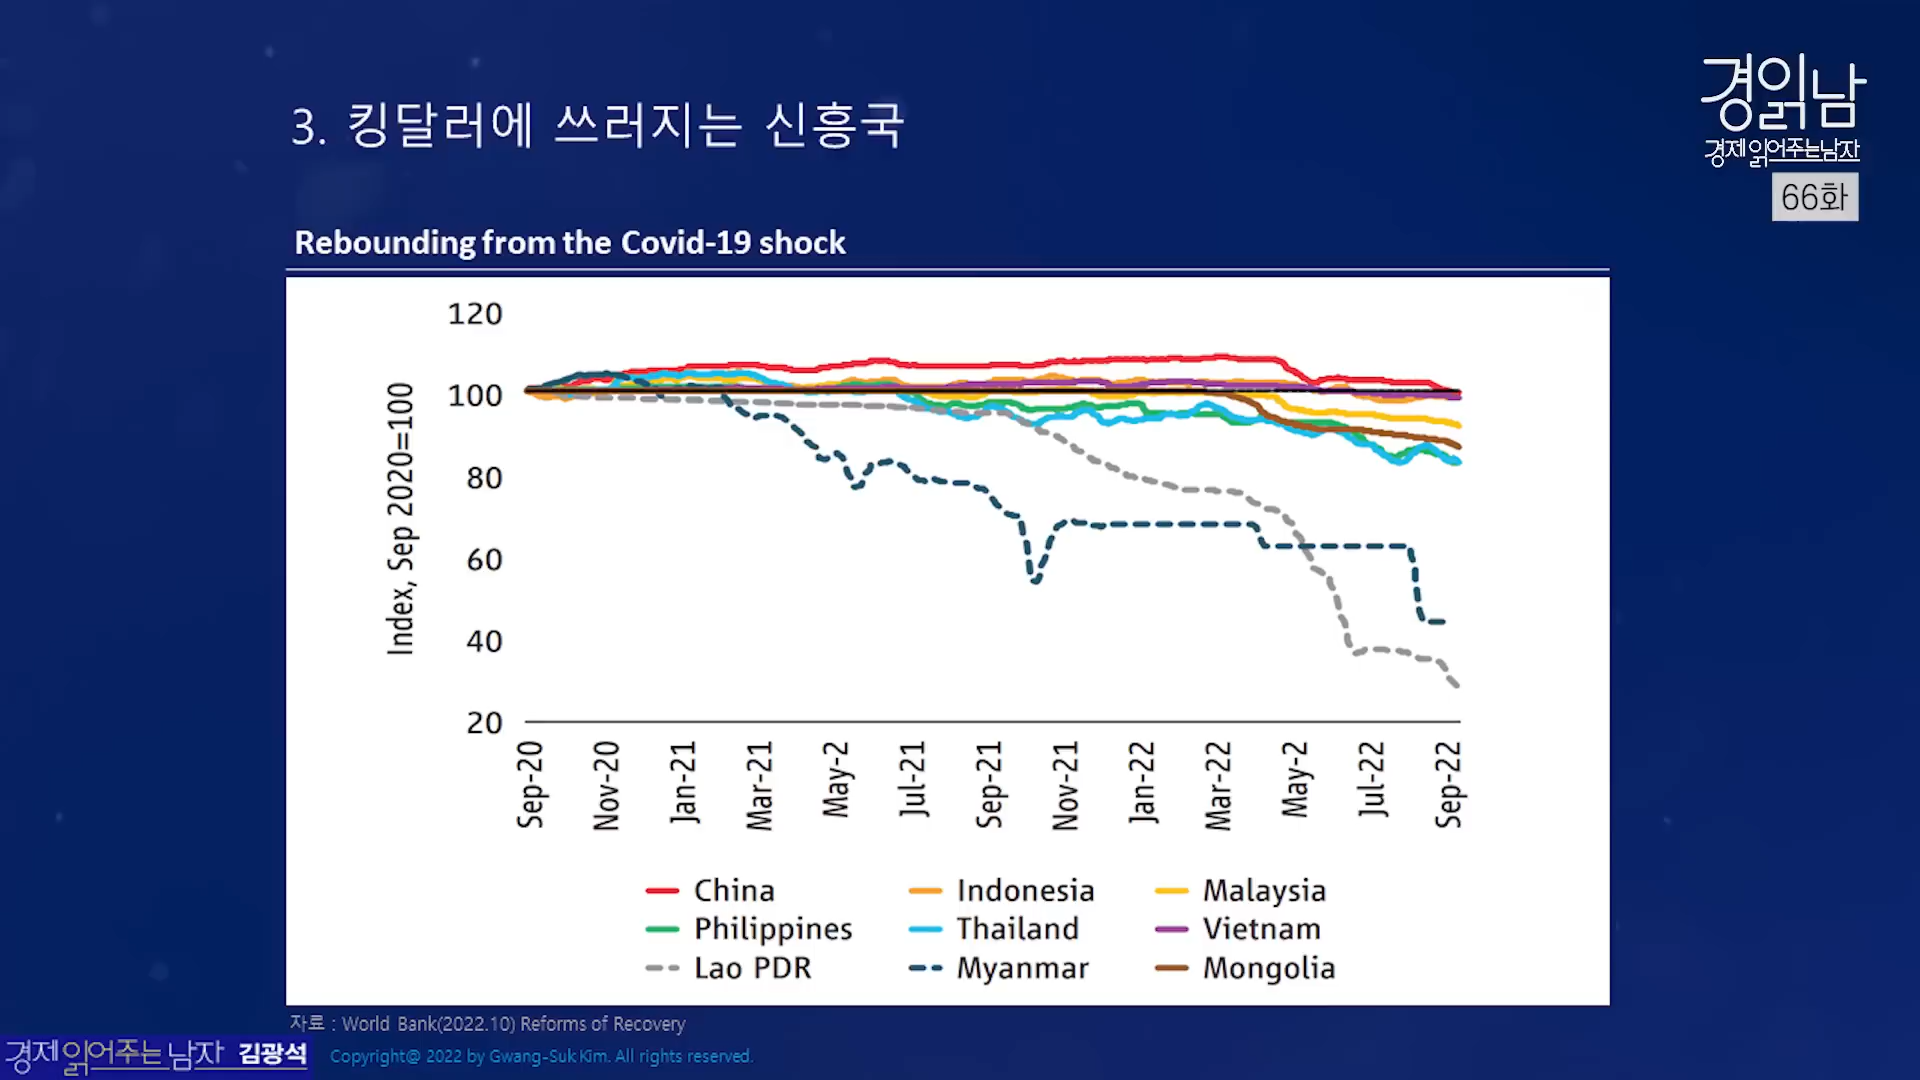 3. 킹달러에 쓰러지는 신흥국
경읽남
경제 읽어주는 남자
66화
Rebounding from the Covid-19 shock
120
100
80
60
40
20
Index, Sep 2020=100
Sep-20 Nov-20 Jan-21 Mar-21 May-2 Jul-21 Sep-21 Nov-21 Jan-22 Mar-22 May-2 Jul-22 Sep-22
China Indonesia Malaysia
Philippines Thailand Vietnam
Lao PDR Myanmar Mongolia
자료 : World Bank(2022.10) Reforms of Recovery
경제 읽어주는 남자 김광석
Copyright@ 2022 by Gwang-Suk Kim. All rights reserved.